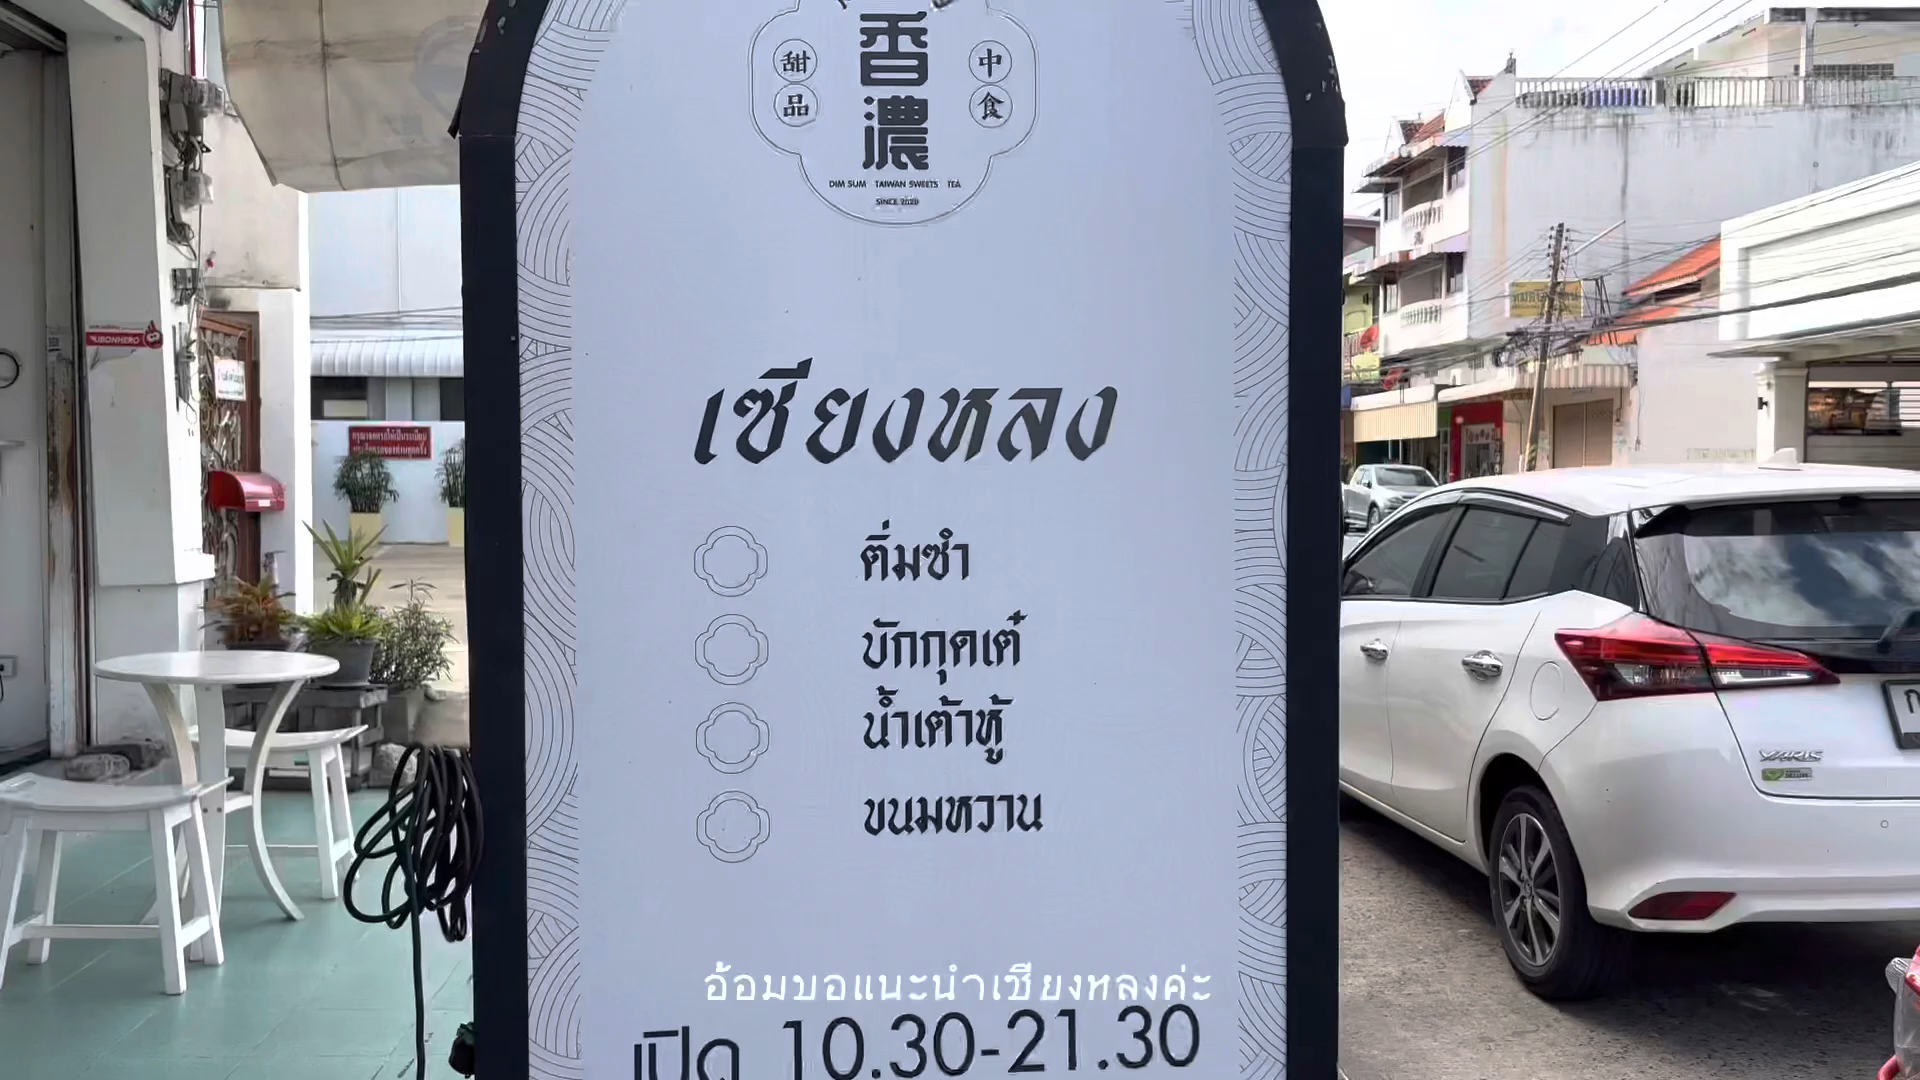 香濃
甜品
中食
DIM SUM TAIWAN SWEETS TEA
SINCE 2020
เซียงหลง
ติ่มซำ
บักกุดเต๋
น้ำเต้าหู้
ขนมหวาน
อ้อมบอแนะนำเซียงหลงค่ะ
เปิด 10.30-21.30
UBONHERO
YARIS